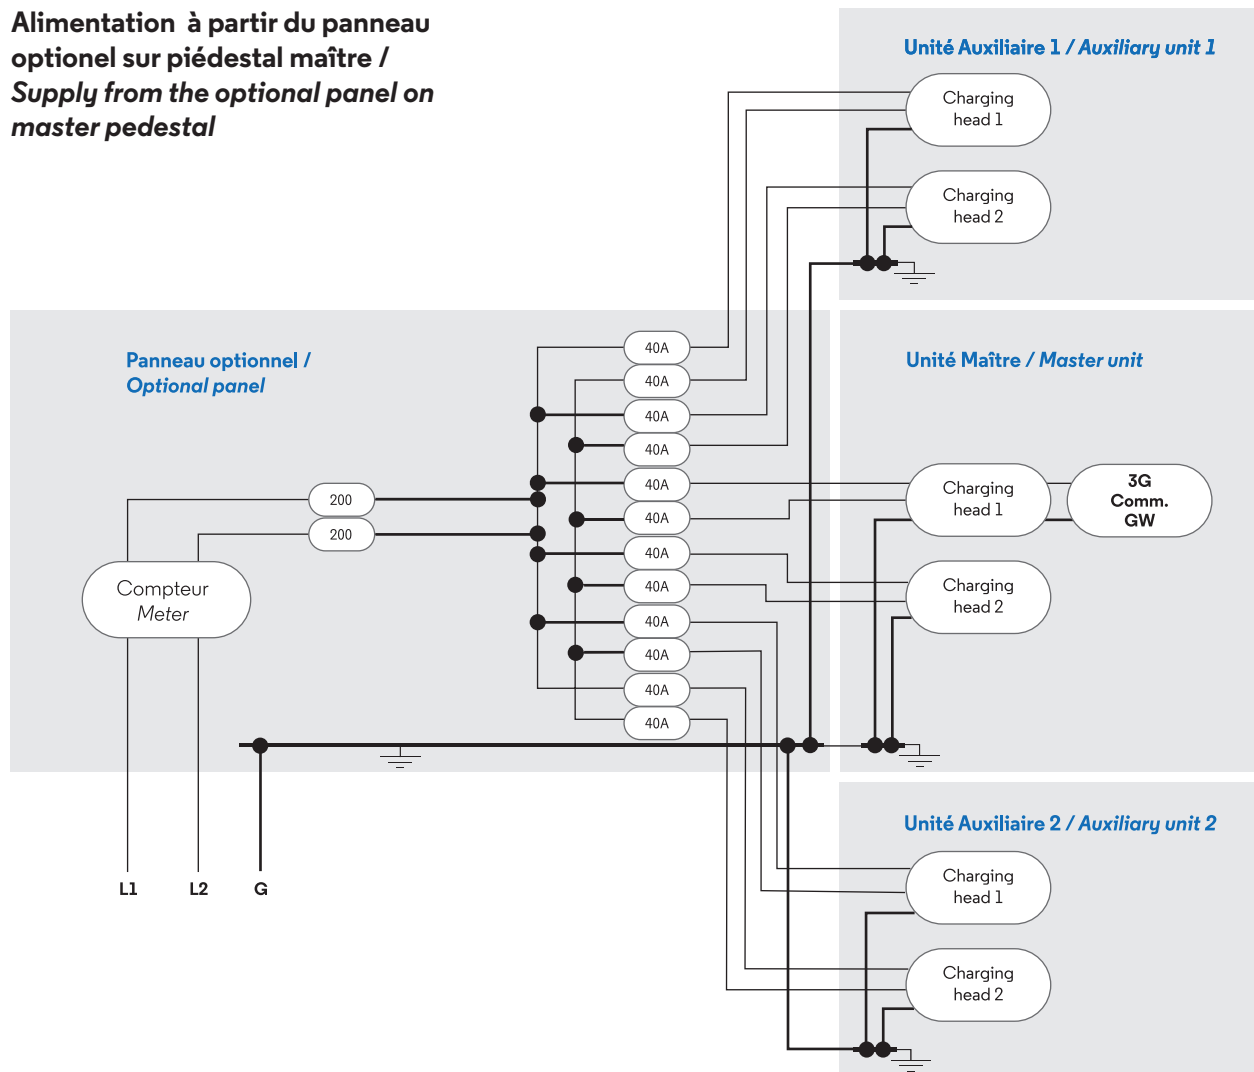 Alimentation à partir du panneau
optionel sur piédestal maître /
Supply from the optional panel on
master pedestal
Unité Auxiliaire 1 / Auxiliary unit 1
Charging
head 1
Charging
head 2
Panneau optionnel /
Optional panel
40A
40A
40A
40A
40A
40A
40A
40A
40A
40A
40A
40A
200
200
Compteur
Meter
L1
L2
G
Unité Maître / Master unit
Charging
head 1
3G
Comm.
GW
Charging
head 2
Unité Auxiliaire 2 / Auxiliary unit 2
Charging
head 1
Charging
head 2